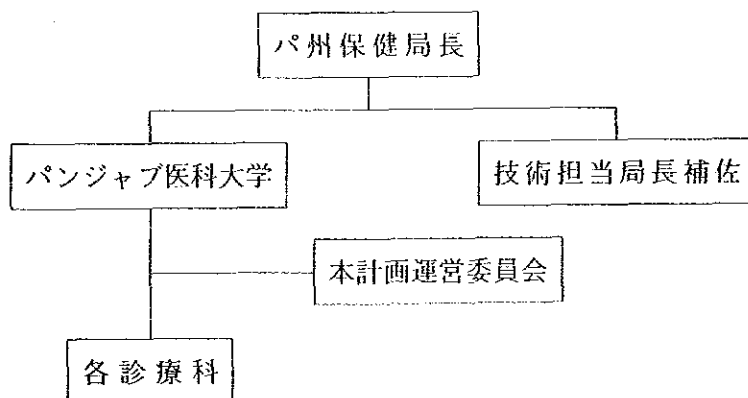 パ州保健局長
パンジャブ医科大学
技術担当局長補佐
本計画運営委員会
各診療科